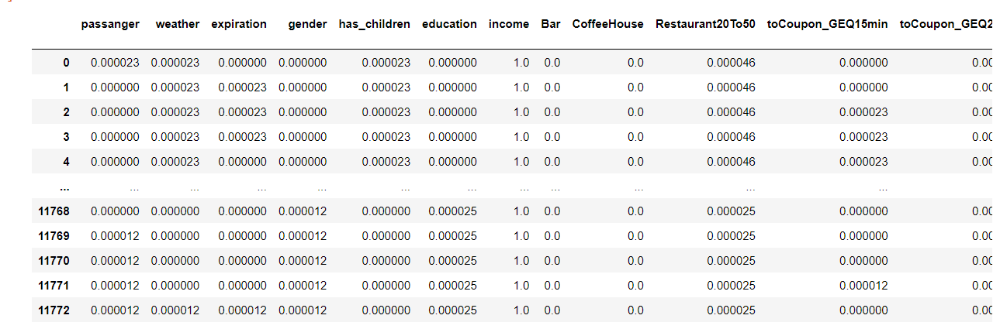 passanger weather expiration gender has_children education income Bar CoffeeHouse Restaurant20To50 toCoupon_GEQ15min toCoupon_GEQ2
0 0.000023 0.000023 0.000000 0.000000 0.000023 0.000000 1.0 0.0 0.0 0.000046 0.000000 0.00
1 0.000000 0.000023 0.000023 0.000000 0.000023 0.000000 1.0 0.0 0.0 0.000046 0.000000 0.00
2 0.000000 0.000023 0.000023 0.000000 0.000023 0.000000 1.0 0.0 0.0 0.000046 0.000023 0.00
3 0.000000 0.000023 0.000023 0.000000 0.000023 0.000000 1.0 0.0 0.0 0.000046 0.000023 0.00
4 0.000000 0.000023 0.000000 0.000000 0.000023 0.000000 1.0 0.0 0.0 0.000046 0.000023 0.00
... ... ... ... ... ... ... ... ... ... ... ...
11768 0.000000 0.000000 0.000000 0.000012 0.000000 0.000025 1.0 0.0 0.0 0.000025 0.000000 0.00
11769 0.000012 0.000000 0.000000 0.000012 0.000000 0.000025 1.0 0.0 0.0 0.000025 0.000000 0.00
11770 0.000012 0.000000 0.000000 0.000012 0.000000 0.000025 1.0 0.0 0.0 0.000025 0.000000 0.00
11771 0.000012 0.000000 0.000000 0.000012 0.000000 0.000025 1.0 0.0 0.0 0.000025 0.000012 0.00
11772 0.000012 0.000012 0.000012 0.000012 0.000000 0.000025 1.0 0.0 0.0 0.000025 0.000000 0.00